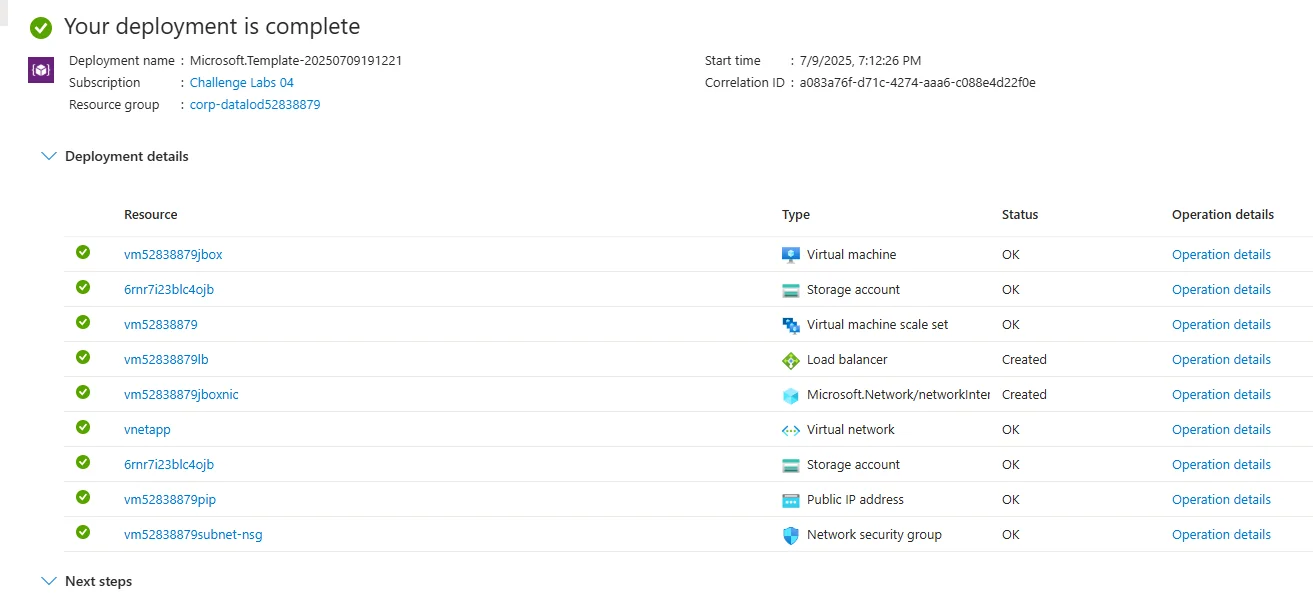 Your deployment is complete
Deployment name : Microsoft.Template-20250709191221
Subscription : Challenge Labs 04
Resource group : corp-datalod52838879
Start time : 7/9/2025, 7:12:26 PM
Correlation ID : a083a76f-d71c-4274-aaa6-c088e4d22f0e
Deployment details
Resource Type Status Operation details
vm52838879jbox Virtual machine OK Operation details
6rnr7i23blc4ojb Storage account OK Operation details
vm52838879 Virtual machine scale set OK Operation details
vm52838879lb Load balancer Created Operation details
vm52838879jboxnic Microsoft.Network/networkInter Created Operation details
vnetapp Virtual network OK Operation details
6rnr7i23blc4ojb Storage account OK Operation details
vm52838879pip Public IP address OK Operation details
vm52838879subnet-nsg Network security group OK Operation details
Next steps